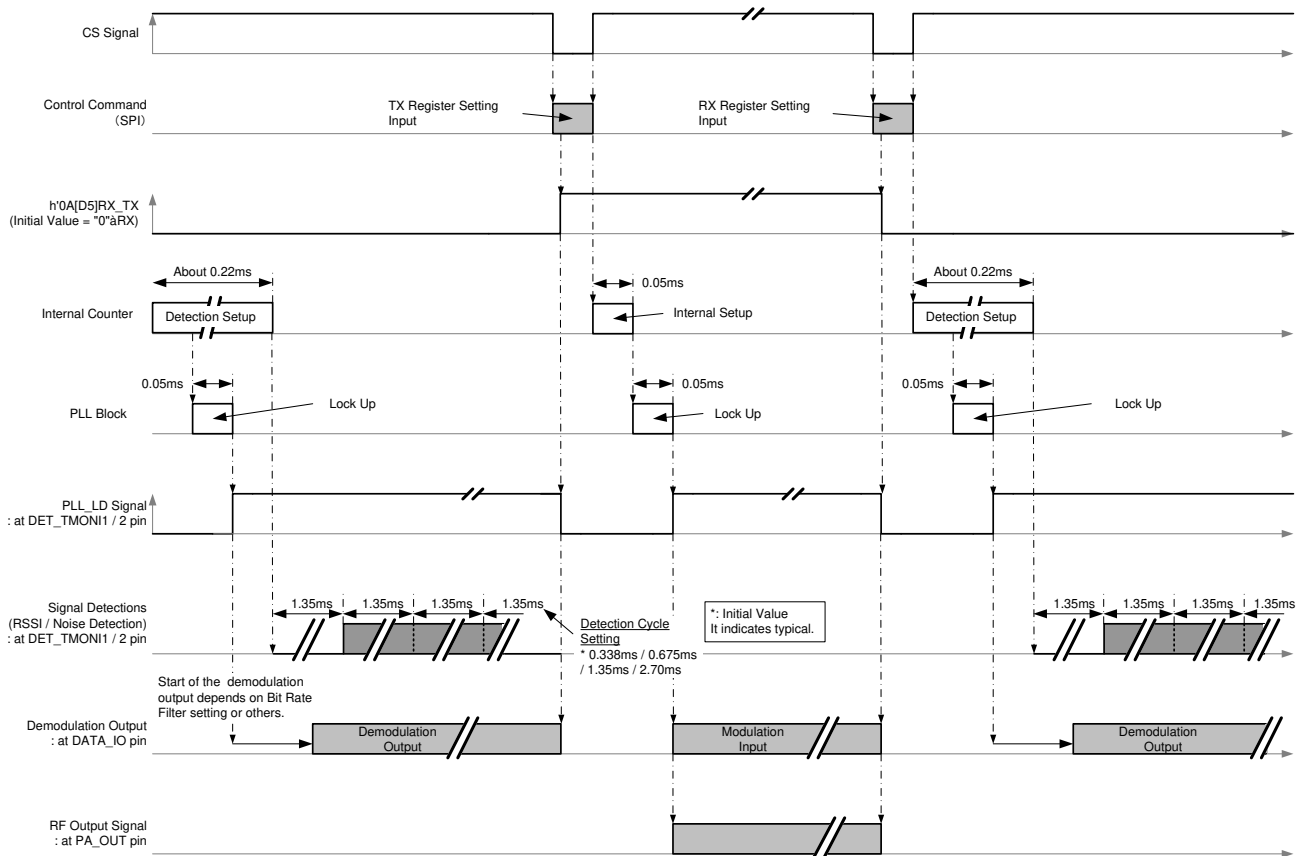 CS Signal
Control Command
（SPI）
TX Register Setting
Input
RX Register Setting
Input
h'0A[D5]RX_TX
(Initial Value = "0"àRX)
About 0.22ms
0.05ms
About 0.22ms
Internal Counter
Detection Setup
Internal Setup
Detection Setup
0.05ms
0.05ms
0.05ms
PLL Block
Lock Up
Lock Up
Lock Up
PLL_LD Signal
: at DET_TMONI1 / 2 pin
Signal Detections
(RSSI / Noise Detection)
: at DET_TMONI1 / 2 pin
1.35ms
1.35ms
1.35ms
1.35ms
Detection Cycle
Setting
* 0.338ms / 0.675ms
/ 1.35ms / 2.70ms
*: Initial Value
It indicates typical.
1.35ms
1.35ms
1.35ms
1.35ms
Start of the demodulation
output depends on Bit Rate
Filter setting or others.
Demodulation Output
: at DATA_IO pin
Demodulation
Output
Modulation
Input
Demodulation
Output
RF Output Signal
: at PA_OUT pin